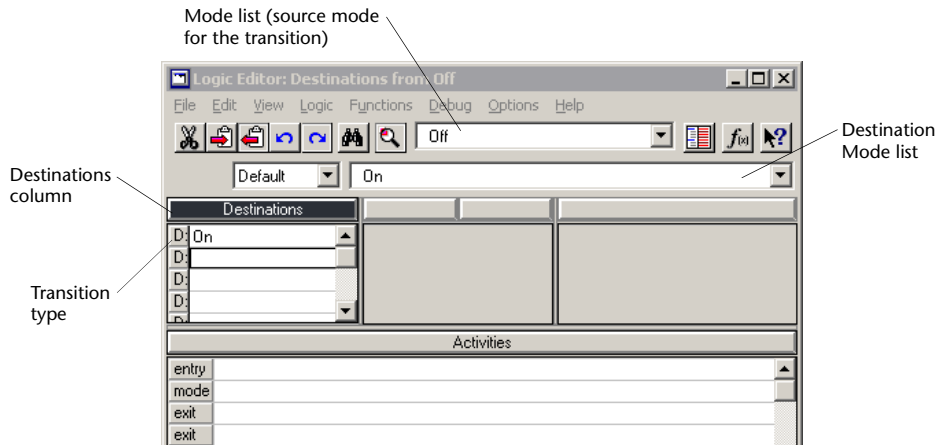 Mode list (source mode
for the transition)
Logic Editor: Destinations from Off
File Edit View Logic Functions Debug Options Help
Off
f(x)
?
Destination
Mode list
Default
On
Destinations
column
Destinations
D: On
D:
D:
D:
D:
Transition
type
Activities
entry
mode
exit
exit